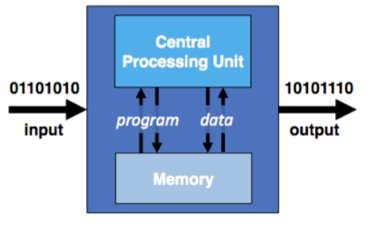 Central
Processing Unit
01101010
10101110
program data
input
output
Memory